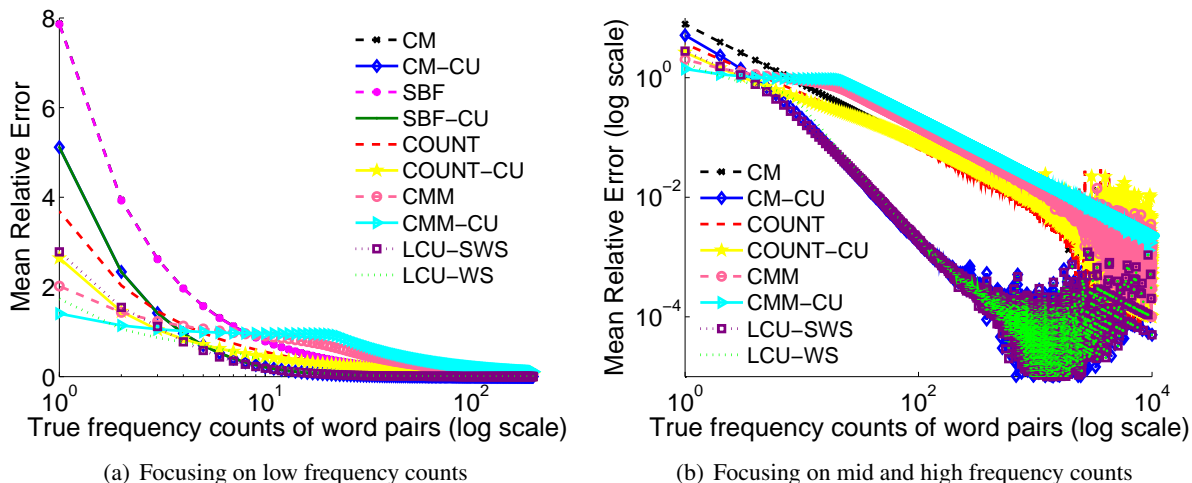 8
6
4
2
0
Mean Relative Error
CM
CM−CU
SBF
SBF−CU
COUNT
COUNT−CU
CMM
CMM−CU
LCU−SWS
LCU−WS
10^0
10^1
10^2
True frequency counts of word pairs (log scale)
(a) Focusing on low frequency counts
Mean Relative Error (log scale)
10^0
10^−2
10^−4
CM
CM−CU
COUNT
COUNT−CU
CMM
CMM−CU
LCU−SWS
LCU−WS
10^0
10^2
10^4
True frequency counts of word pairs (log scale)
(b) Focusing on mid and high frequency counts